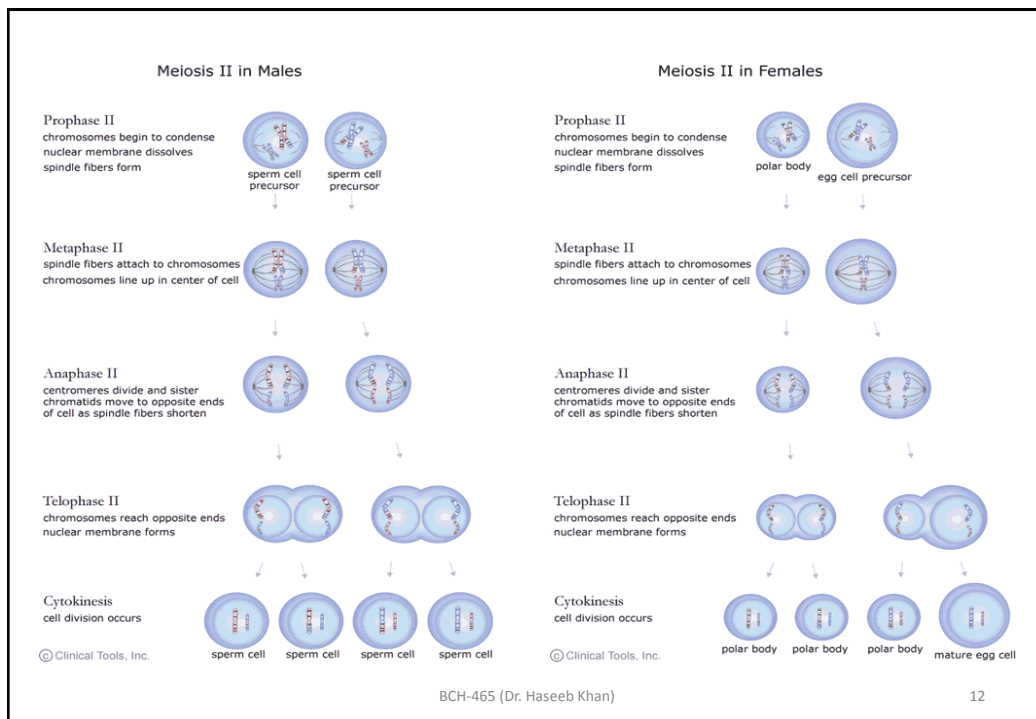 Meiosis II in Males
Prophase II
chromosomes begin to condense
nuclear membrane dissolves
spindle fibers form
sperm cell
precursor
sperm cell
precursor
Metaphase II
spindle fibers attach to chromosomes
chromosomes line up in center of cell
Anaphase II
centromeres divide and sister
chromatids move to opposite ends
of cell as spindle fibers shorten
Telophase II
chromosomes reach opposite ends
nuclear membrane forms
Cytokinesis
cell division occurs
sperm cell
sperm cell
sperm cell
sperm cell
© Clinical Tools, Inc.
Meiosis II in Females
Prophase II
chromosomes begin to condense
nuclear membrane dissolves
spindle fibers form
polar body
egg cell precursor
Metaphase II
spindle fibers attach to chromosomes
chromosomes line up in center of cell
Anaphase II
centromeres divide and sister
chromatids move to opposite ends
of cell as spindle fibers shorten
Telophase II
chromosomes reach opposite ends
nuclear membrane forms
Cytokinesis
cell division occurs
polar body
polar body
polar body
mature egg cell
© Clinical Tools, Inc.
BCH-465 (Dr. Haseeb Khan)
12